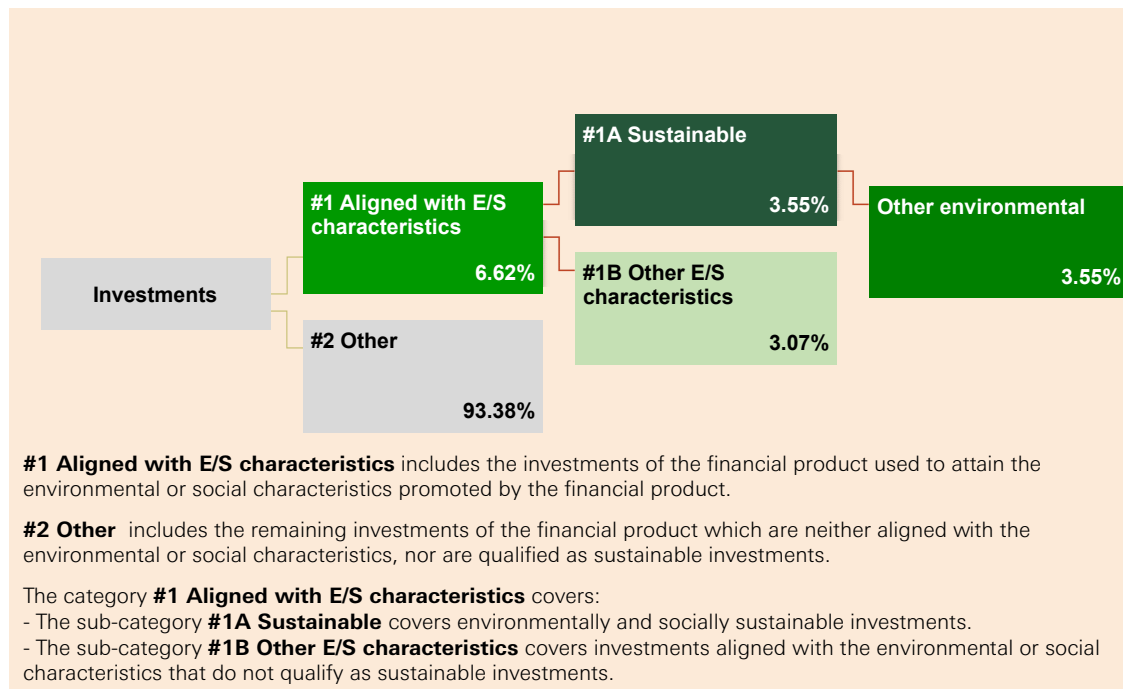 #1A Sustainable
3.55%
#1 Aligned with E/S
characteristics
6.62%
Other environmental
3.55%
Investments
#1B Other E/S
characteristics
3.07%
#2 Other
93.38%
#1 Aligned with E/S characteristics includes the investments of the financial product used to attain the
environmental or social characteristics promoted by the financial product.
#2 Other includes the remaining investments of the financial product which are neither aligned with the
environmental or social characteristics, nor are qualified as sustainable investments.
The category #1 Aligned with E/S characteristics covers:
- The sub-category #1A Sustainable covers environmentally and socially sustainable investments.
- The sub-category #1B Other E/S characteristics covers investments aligned with the environmental or social
characteristics that do not qualify as sustainable investments.